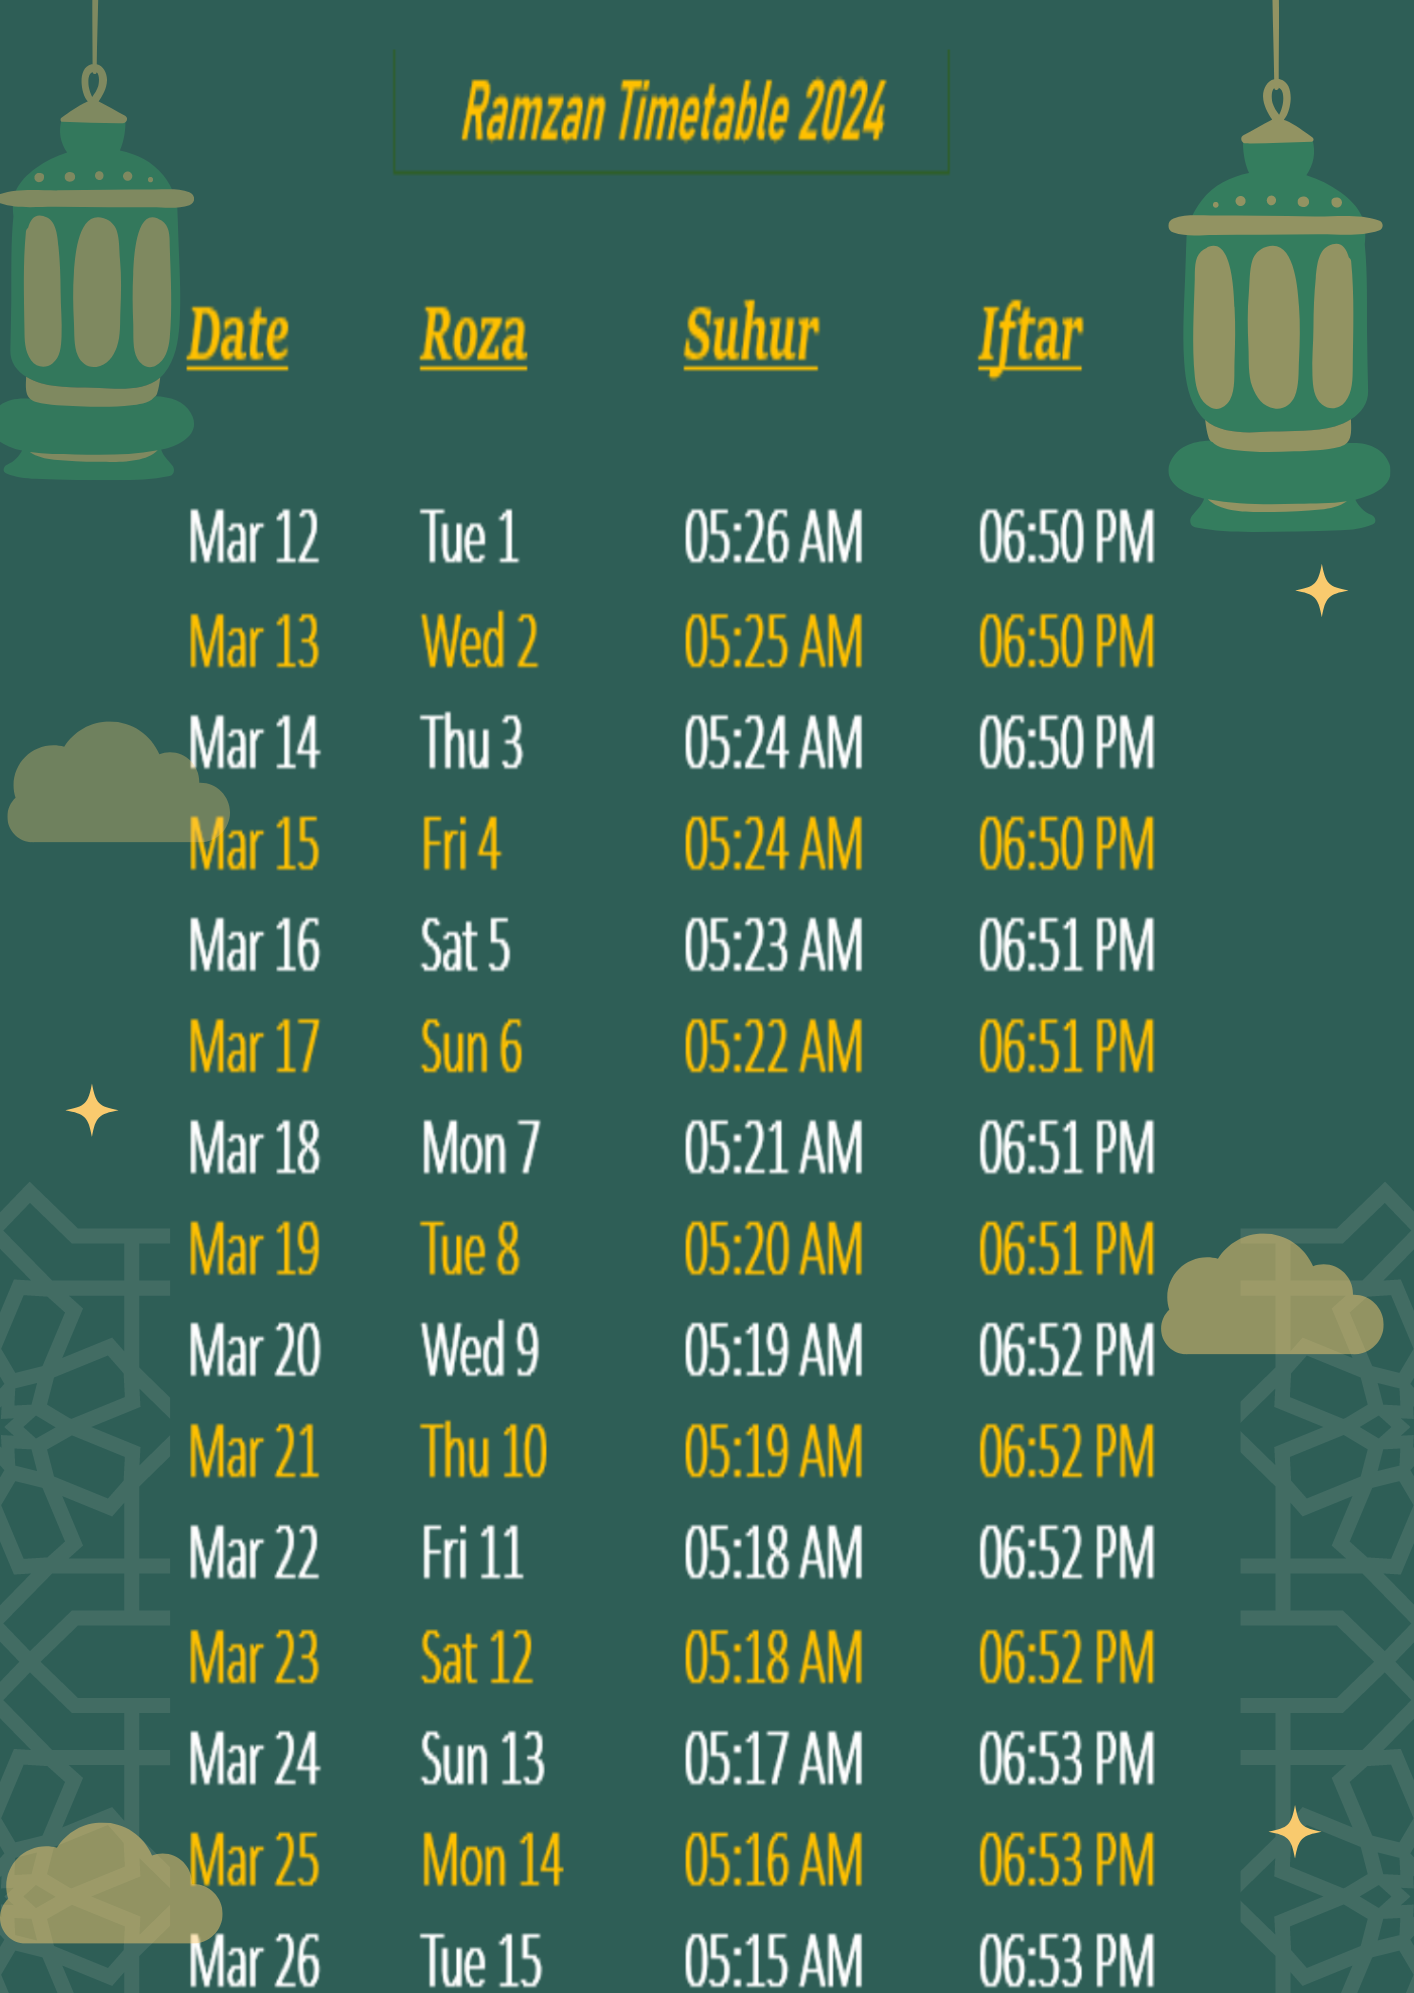 Ramzan Timetable 2024
Date Roza Suhur Iftar
Mar 12 Tue 1 05:26 AM 06:50 PM
Mar 13 Wed 2 05:25 AM 06:50 PM
Mar 14 Thu 3 05:24 AM 06:50 PM
Mar 15 Fri 4 05:24 AM 06:50 PM
Mar 16 Sat 5 05:23 AM 06:51 PM
Mar 17 Sun 6 05:22 AM 06:51 PM
Mar 18 Mon 7 05:21 AM 06:51 PM
Mar 19 Tue 8 05:20 AM 06:51 PM
Mar 20 Wed 9 05:19 AM 06:52 PM
Mar 21 Thu 10 05:19 AM 06:52 PM
Mar 22 Fri 11 05:18 AM 06:52 PM
Mar 23 Sat 12 05:18 AM 06:52 PM
Mar 24 Sun 13 05:17 AM 06:53 PM
Mar 25 Mon 14 05:16 AM 06:53 PM
Mar 26 Tue 15 05:15 AM 06:53 PM